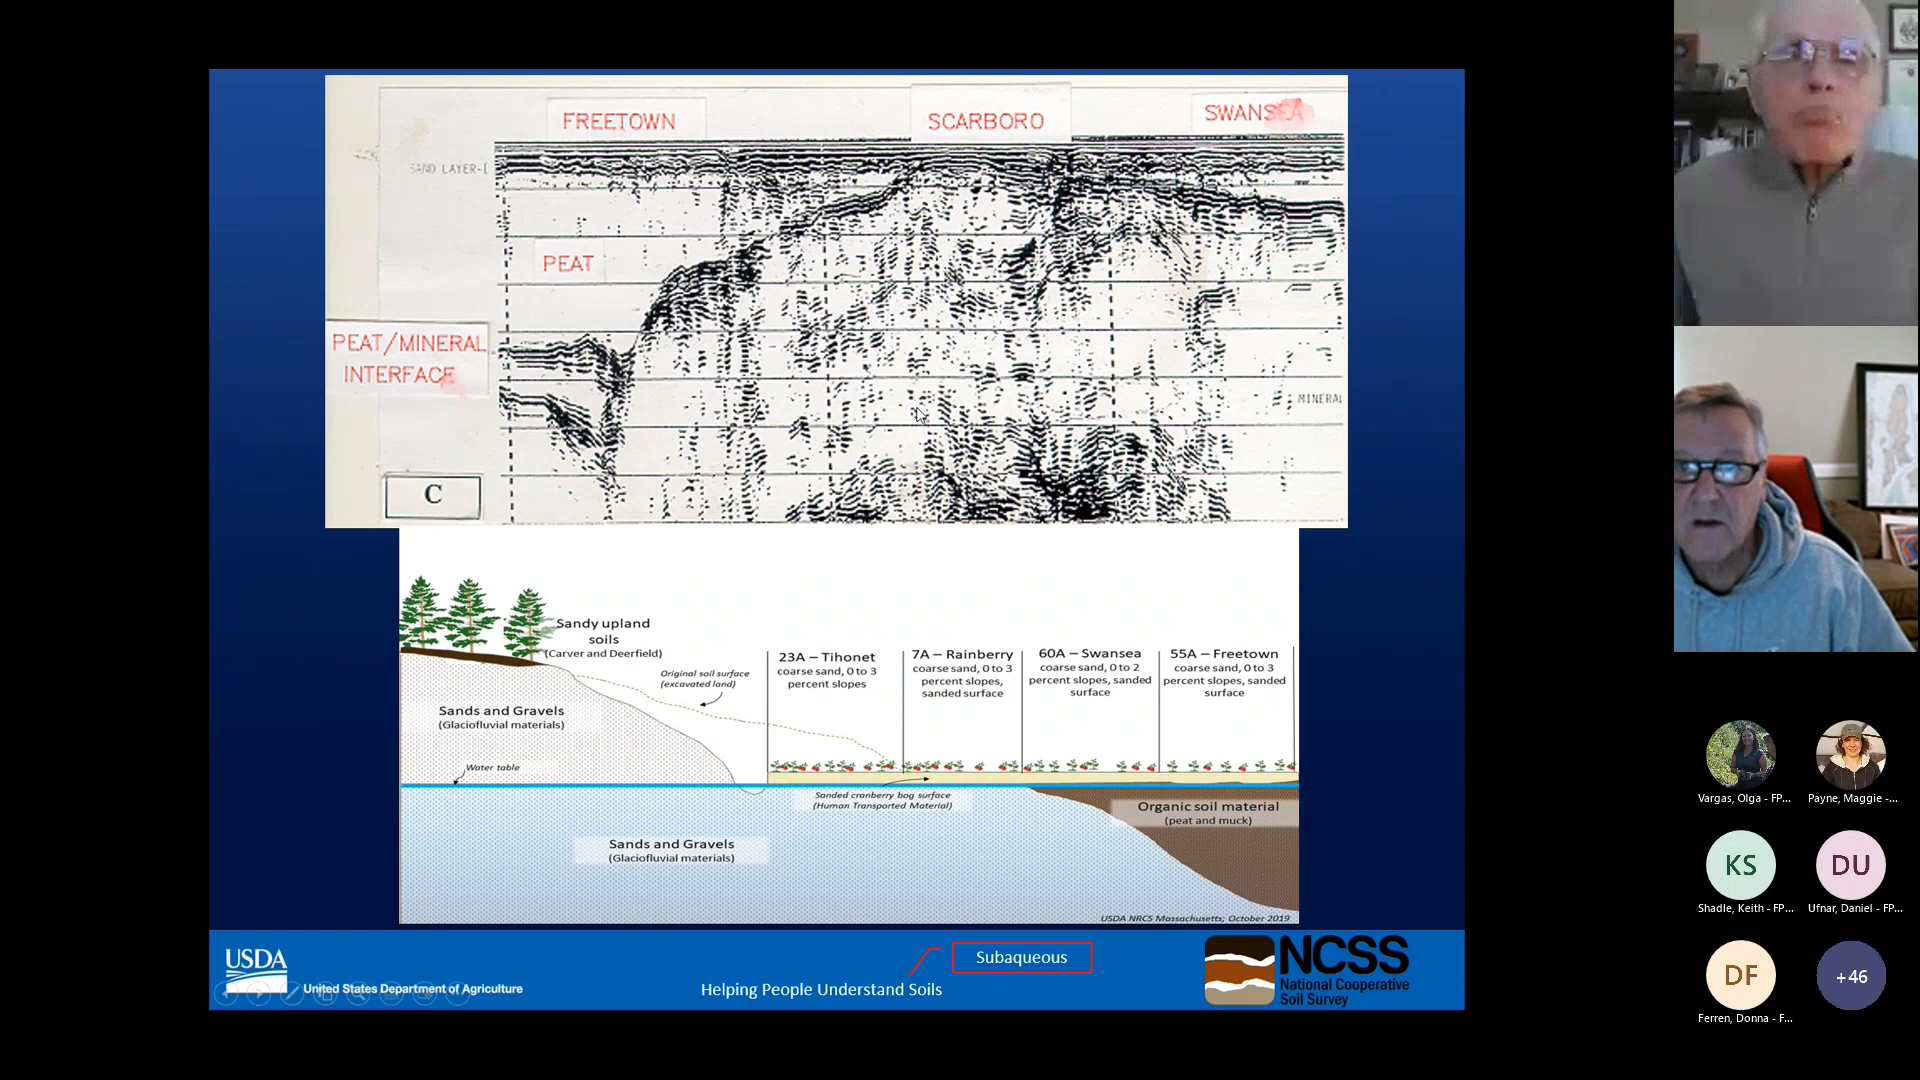 FREETOWN
SCARBORO
SWANSEA
SAND LAYER-
PEAT
PEAT/MINERAL
INTERFACE
MINERAL
C
Sandy upland
soils
(Carver and Deerfield)
Original soil surface
(excavated land)
23A – Tihonet
coarse sand, 0 to 3
percent slopes
7A – Rainberry
coarse sand, 0 to 3
percent slopes,
sanded surface
60A – Swansea
coarse sand, 0 to 2
percent slopes, sanded
surface
55A – Freetown
coarse sand, 0 to 3
percent slopes, sanded
surface
Sands and Gravels
(Glaciofluvial materials)
Water table
Sanded cranberry bog surface
(Human Transported Material)
Organic soil material
(peat and muck)
Sands and Gravels
(Glaciofluvial materials)
USDA NRCS Massachusetts; October 2019
USDA
United States Department of Agriculture
Subaqueous
Helping People Understand Soils
NCSS
National Cooperative
Soil Survey
Vargas, Olga - FP...
Payne, Maggie -...
KS
DU
Shadle, Keith - FP...
Ufnar, Daniel - FP...
DF
+46
Ferren, Donna - F...